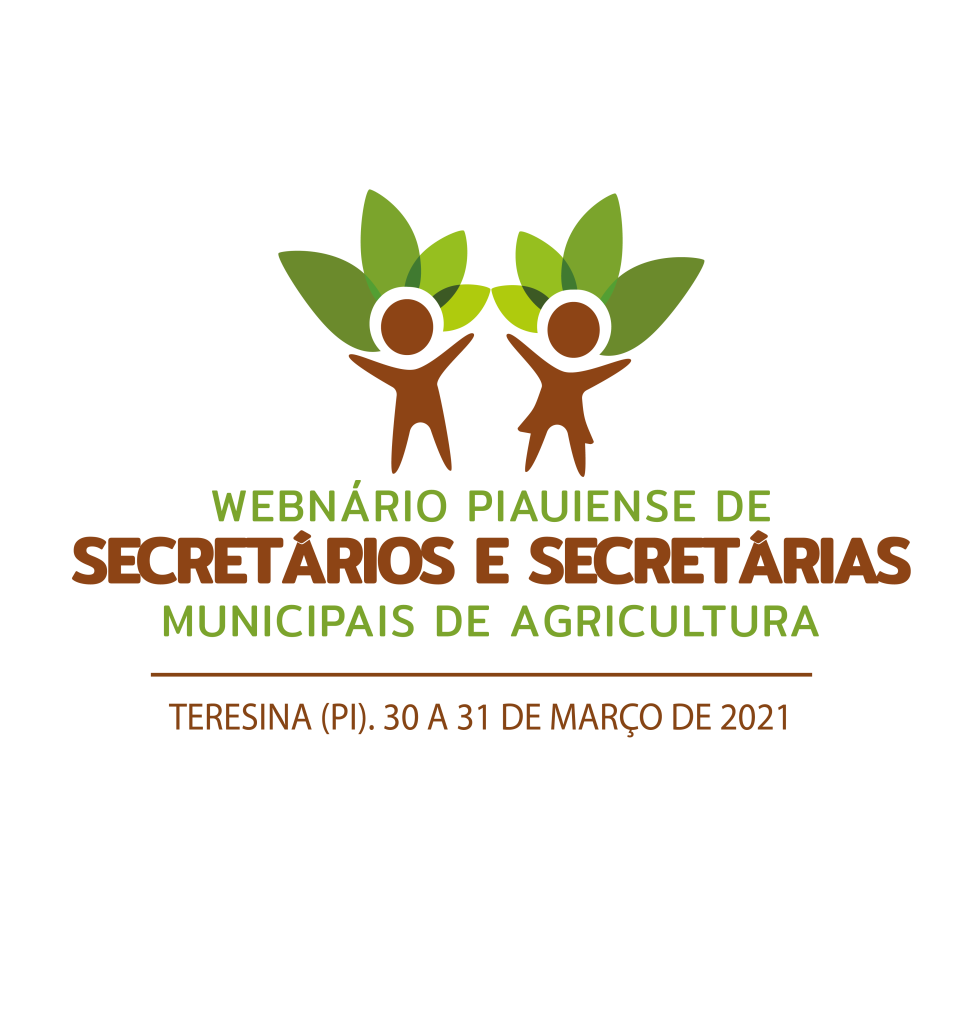 WEBNÁRIO PIAUIENSE DE
SECRETÁRIOS E SECRETÁRIAS
MUNICIPAIS DE AGRICULTURA
TERESINA (PI). 30 A 31 DE MARÇO DE 2021